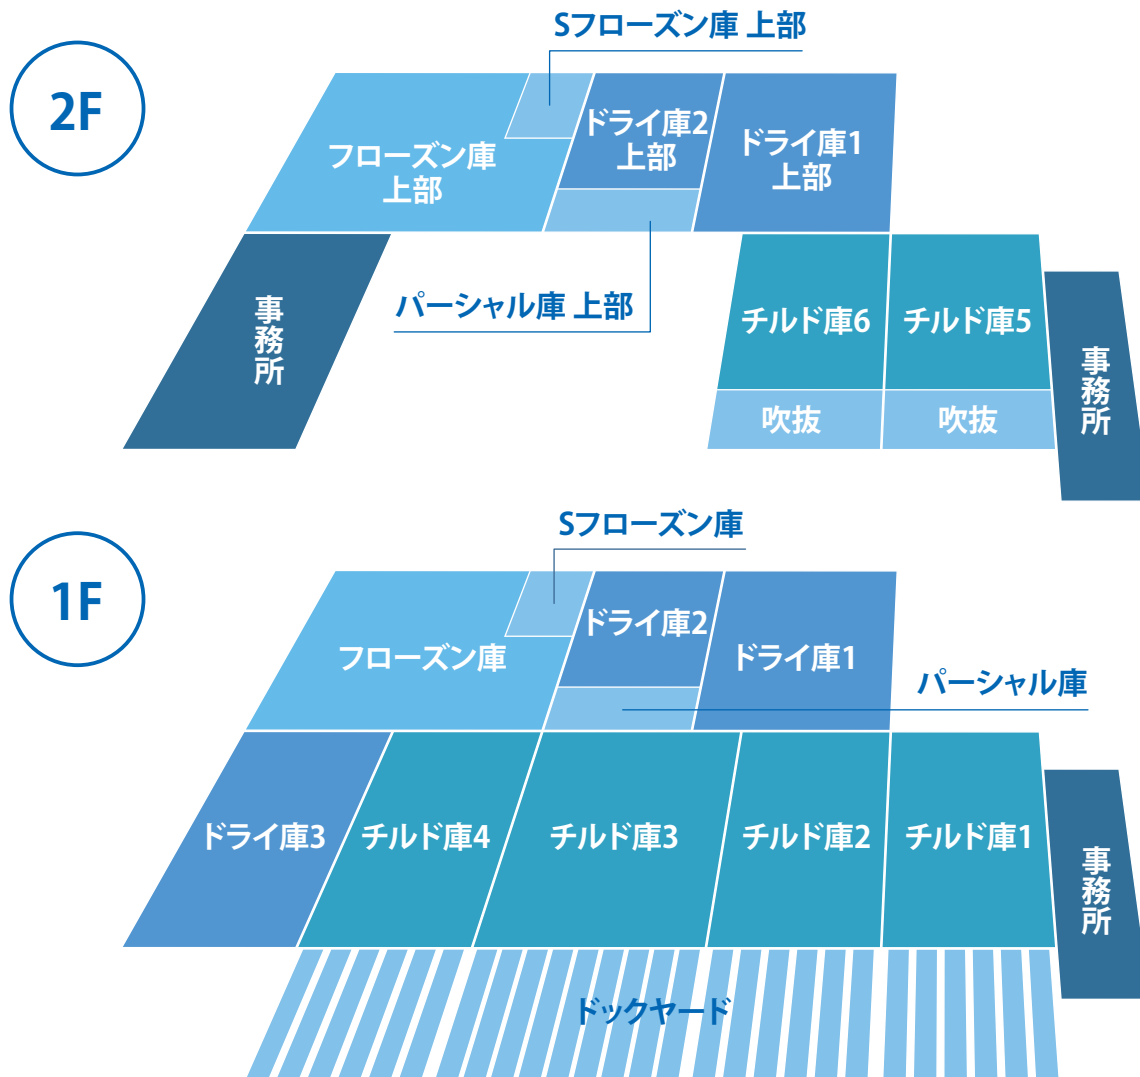 2F
Sフローズン庫 上部
フローズン庫
上部
ドライ庫2
上部
ドライ庫1
上部
パーシャル庫 上部
事務所
チルド庫6
チルド庫5
吹抜
吹抜
事務所
1F
Sフローズン庫
フローズン庫
ドライ庫2
ドライ庫1
パーシャル庫
ドライ庫3
チルド庫4
チルド庫3
チルド庫2
チルド庫1
事務所
ドックヤード